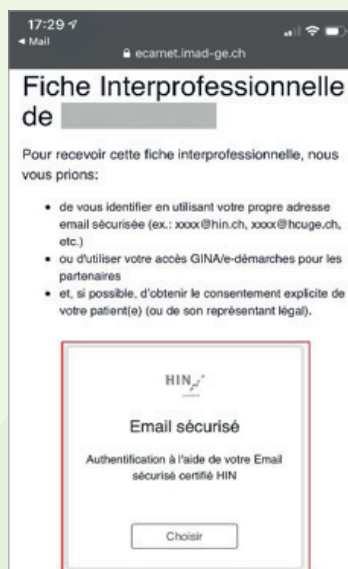 17:29
◄ Mail
ecarnet.imad-ge.ch
Fiche Interprofessionnelle
de
Pour recevoir cette fiche interprofessionnelle, nous
vous prions:
• de vous identifier en utilisant votre propre adresse
email sécurisée (ex.: xxxx@hin.ch, xxxx@hcuge.ch,
etc.)
• ou d'utiliser votre accès GINA/e-démarches pour les
partenaires
• et, si possible, d'obtenir le consentement explicite de
votre patient(e) (ou de son représentant légal).
HIN
Email sécurisé
Authentification à l'aide de votre Email
sécurisé certifié HIN
Choisir